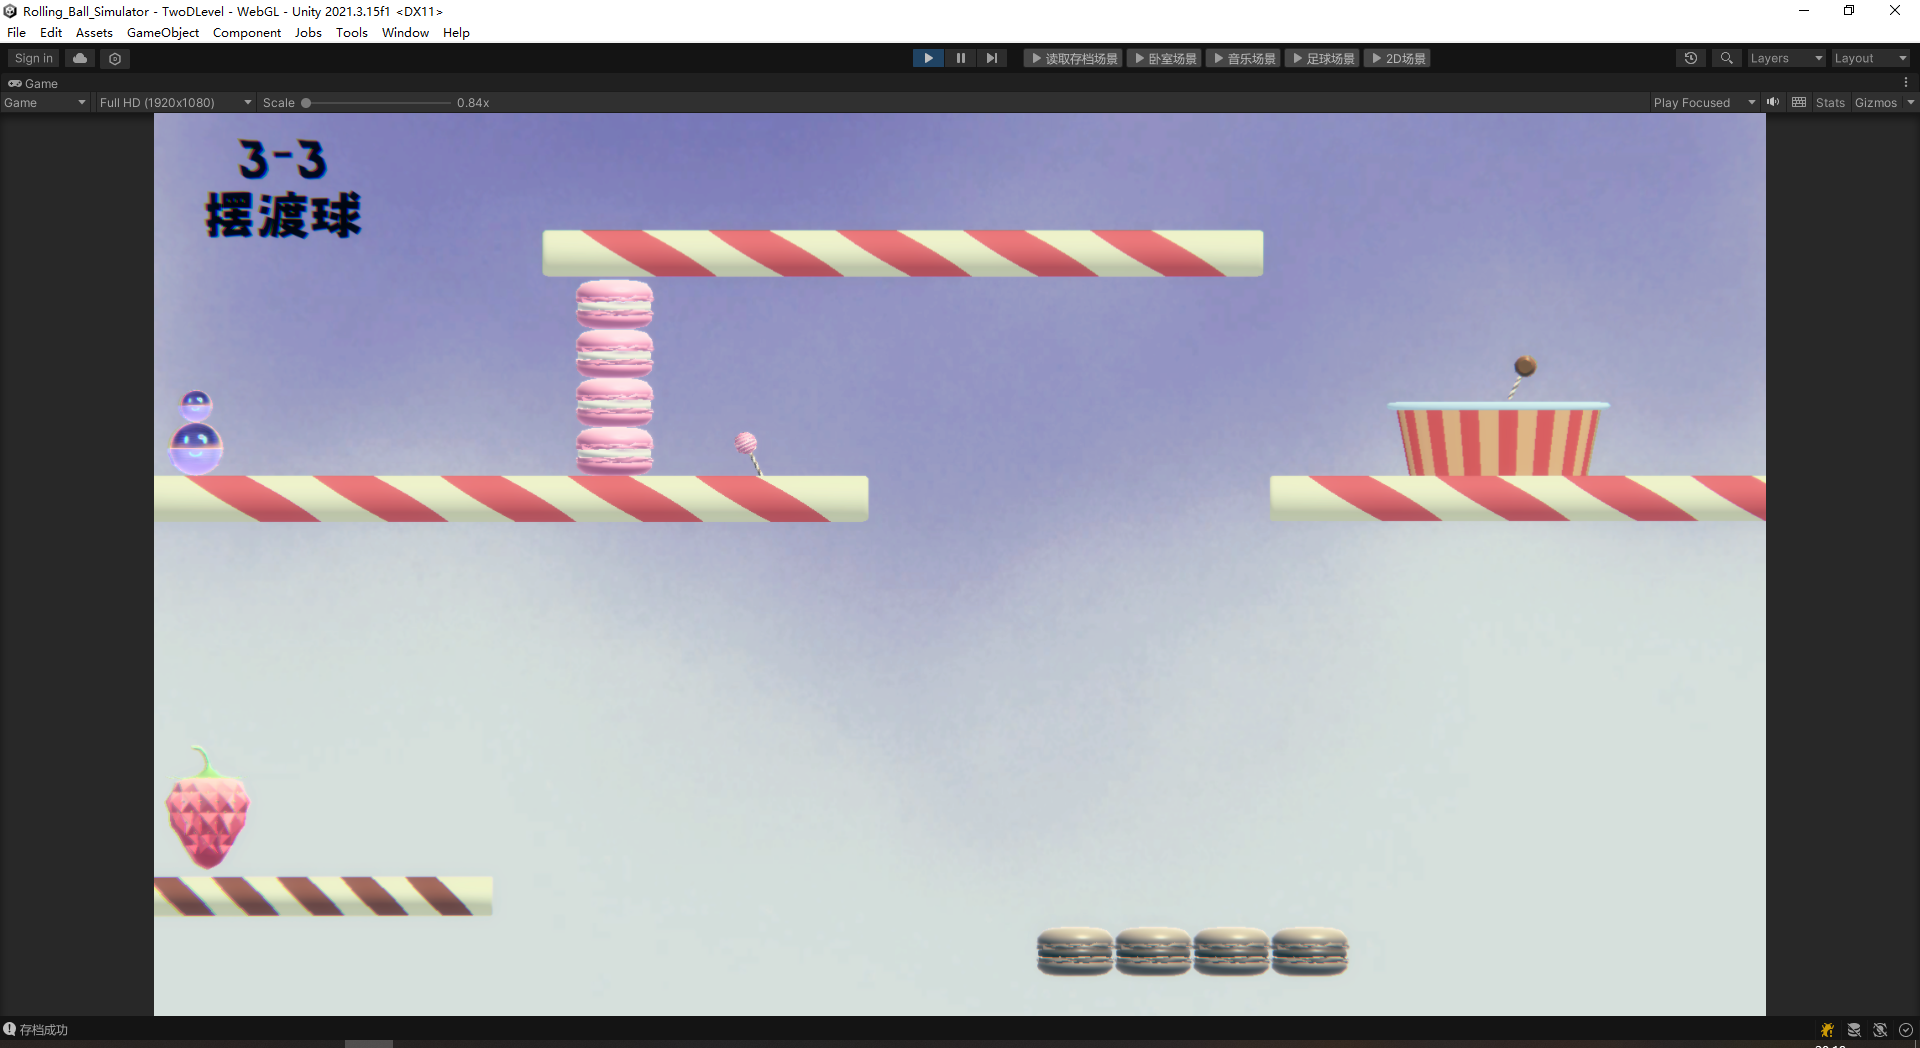 Rolling_Ball_Simulator - TwoDLevel - WebGL - Unity 2021.3.15f1 <DX11>
File Edit Assets GameObject Component Jobs Tools Window Help
Sign in 读取存档场景 卧室场景 音乐场景 足球场景 2D场景 Layers Layout
Game
Game Full HD (1920x1080) Scale 0.84x Play Focused Stats Gizmos
3-3
摆渡球
存档成功